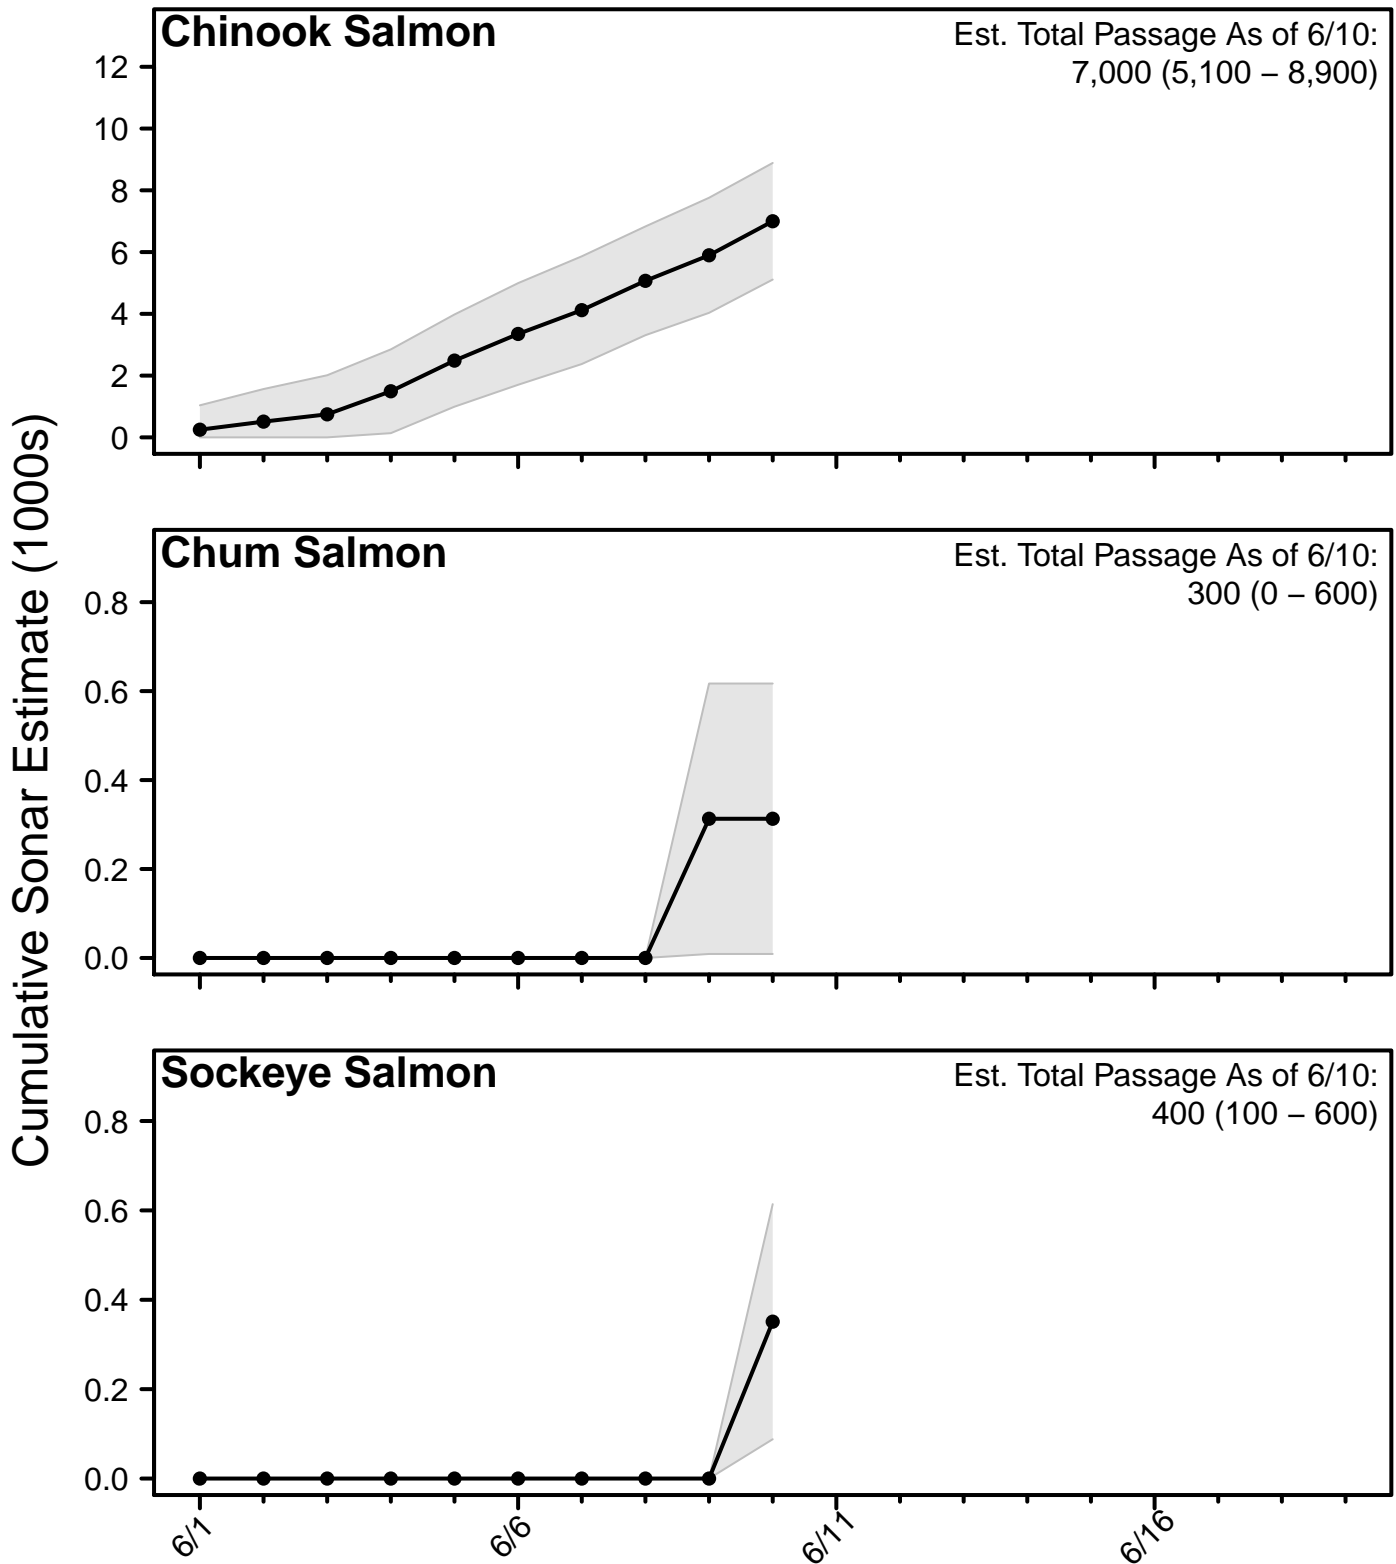 Cumulative Sonar Estimate (1000s)
Chinook Salmon
Est. Total Passage As of 6/10:
7,000 (5,100 – 8,900)
12
10
8
6
4
2
0
Chum Salmon
Est. Total Passage As of 6/10:
300 (0 – 600)
0.8
0.6
0.4
0.2
0.0
Sockeye Salmon
Est. Total Passage As of 6/10:
400 (100 – 600)
0.8
0.6
0.4
0.2
0.0
6/1 6/6 6/11 6/16